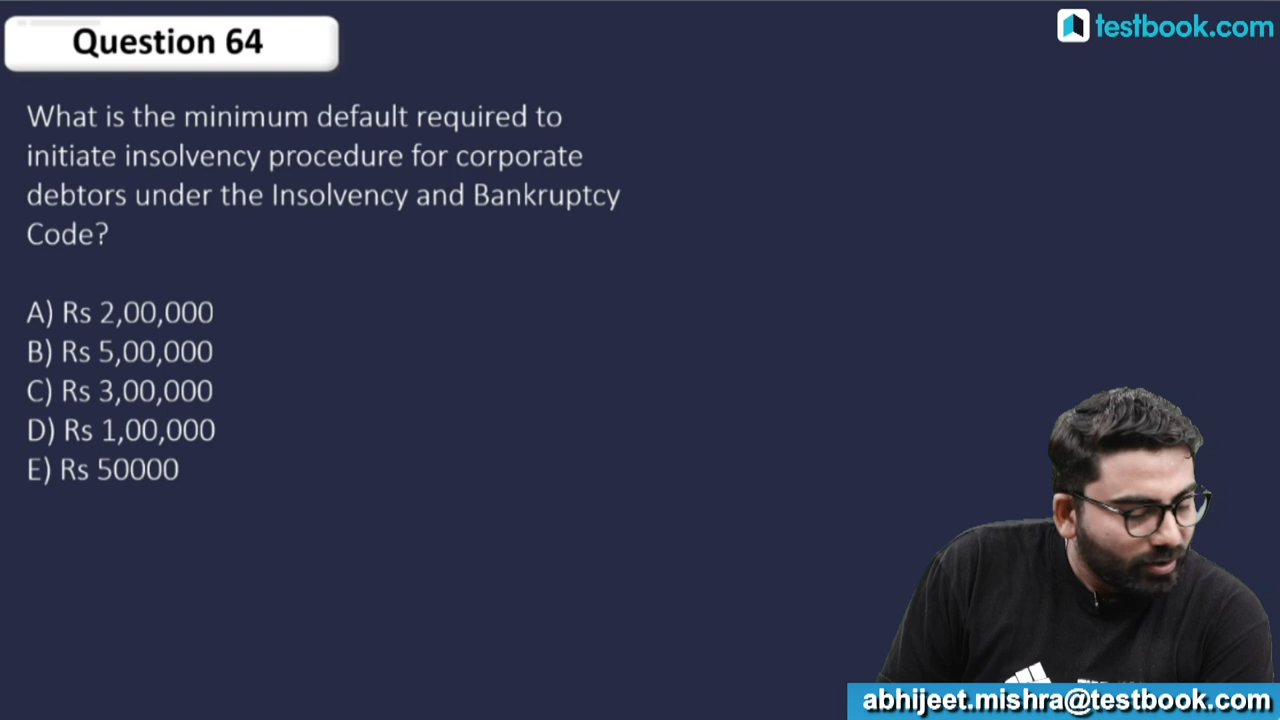 Question 64
testbook.com
What is the minimum default required to
initiate insolvency procedure for corporate
debtors under the Insolvency and Bankruptcy
Code?
A) Rs 2,00,000
B) Rs 5,00,000
C) Rs 3,00,000
D) Rs 1,00,000
E) Rs 50000
abhijeet.mishra@testbook.com